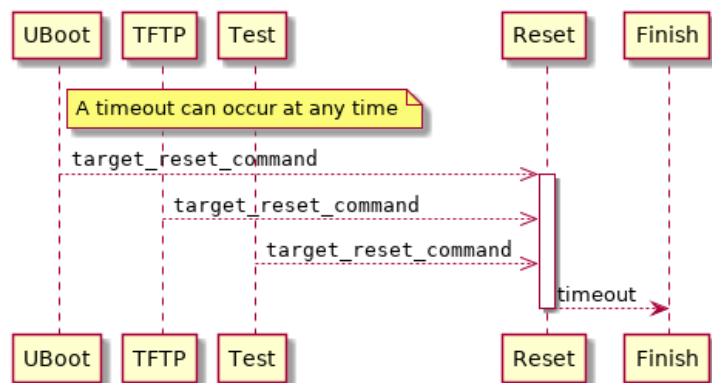 UBoot TFTP Test Reset Finish
A timeout can occur at any time
target_reset_command
target_reset_command
target_reset_command
timeout
UBoot TFTP Test Reset Finish